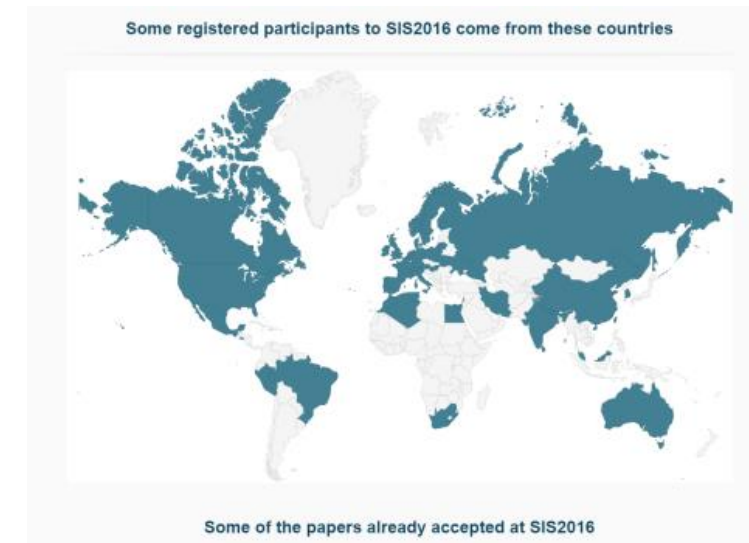 Some registered participants to SIS2016 come from these countries
Some of the papers already accepted at SIS2016